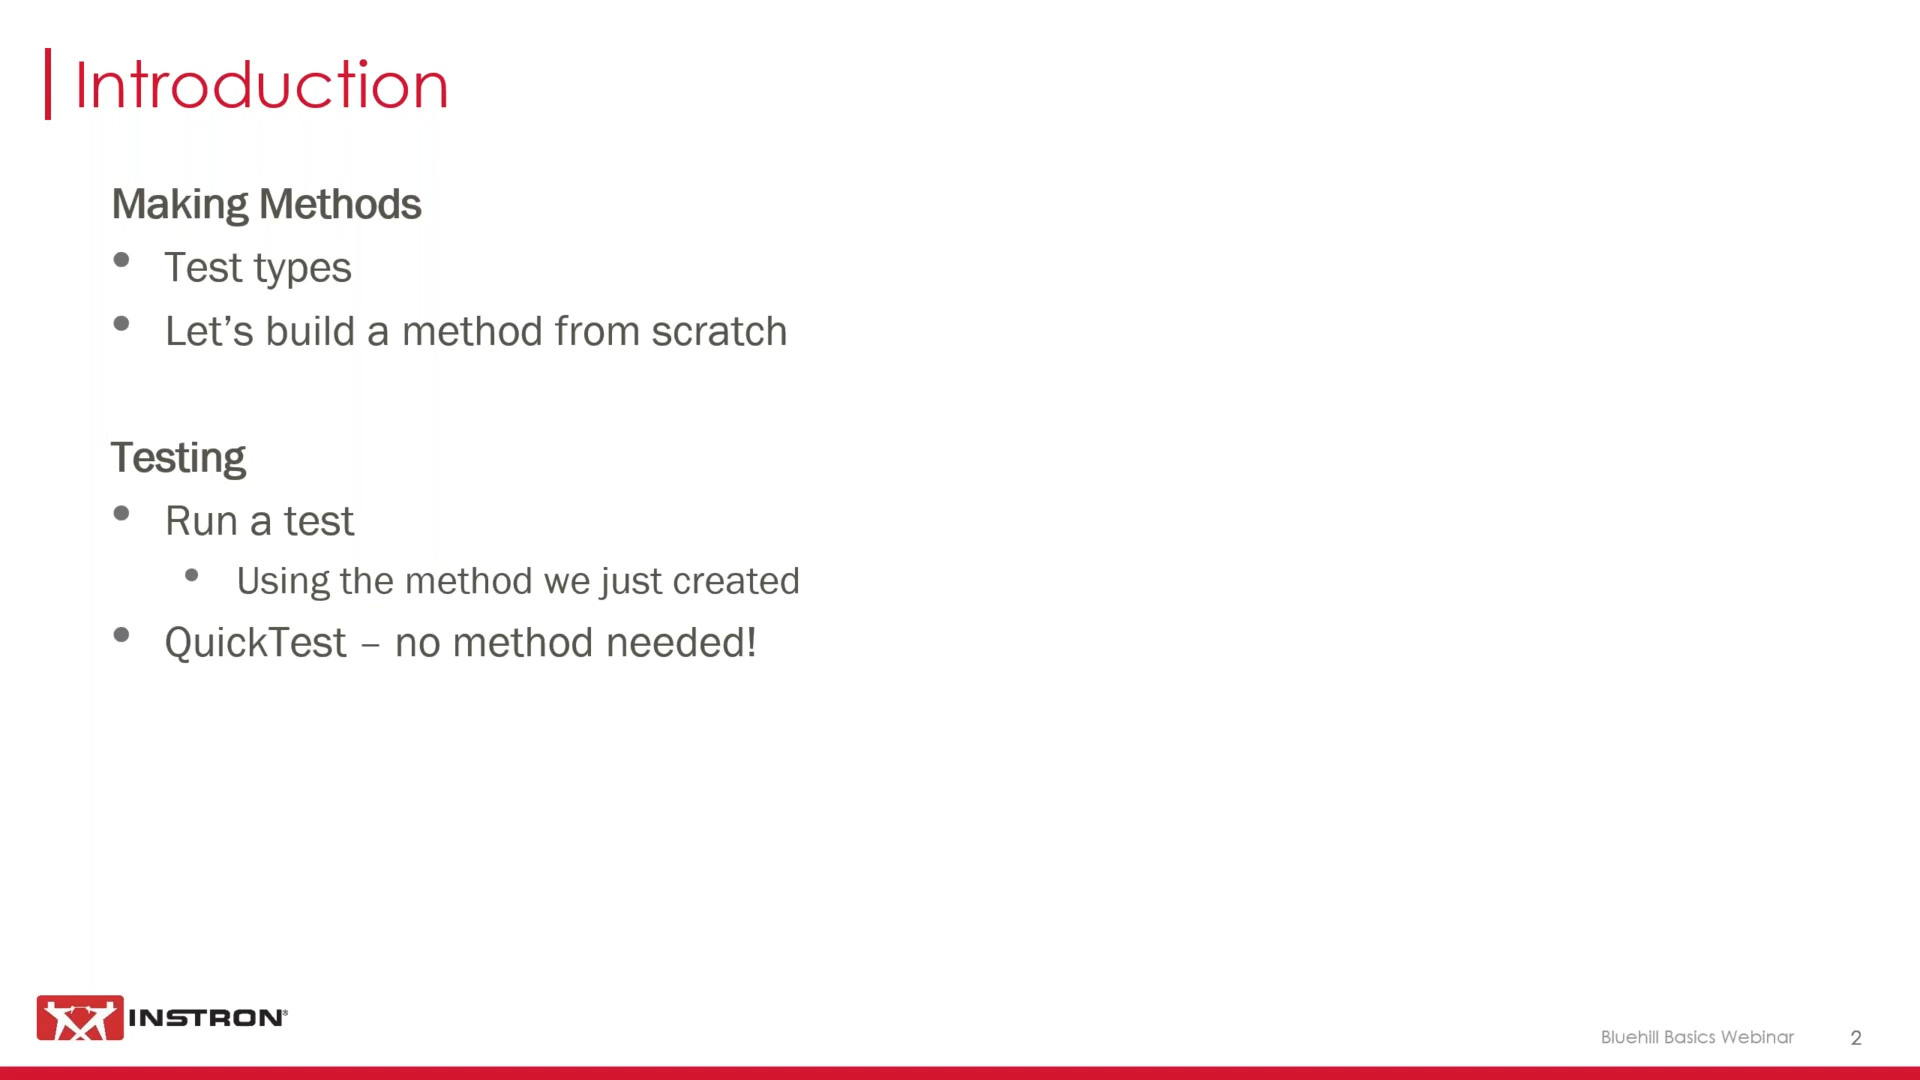 Introduction
Making Methods
• Test types
• Let’s build a method from scratch
Testing
• Run a test
• Using the method we just created
• QuickTest – no method needed!
INSTRON®
Bluehill Basics Webinar 2